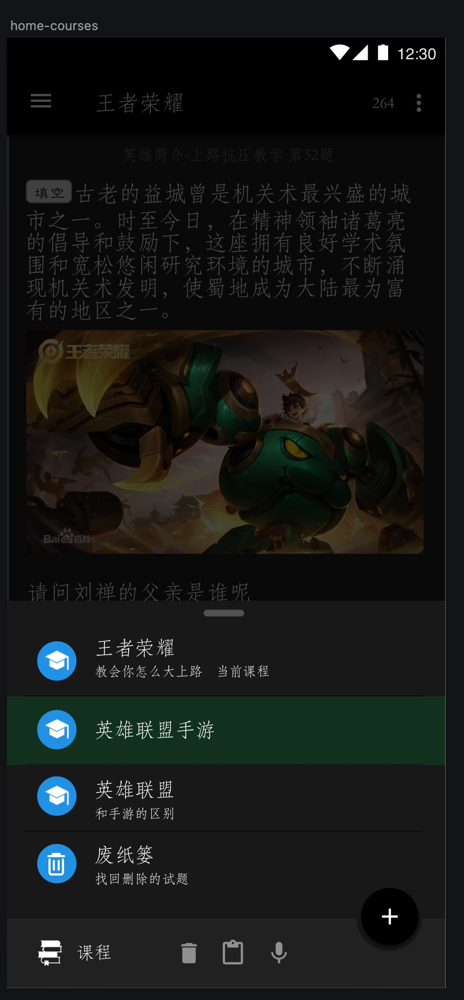 home-courses
12:30
王者荣耀 264
英雄简介-上路抗压教学 第52题
填空 古老的益城曾是机关术最兴盛的城
市之一。时至今日，在精神领袖诸葛亮
的倡导和鼓励下，这座拥有良好学术氛
围和宽松悠闲研究环境的城市，不断涌
现机关术发明，使蜀地成为大陆最为富
有的地区之一。
王者荣耀
Bai du 百科
请问刘禅的父亲是谁呢
王者荣耀
教会你怎么大上路 当前课程
英雄联盟手游
英雄联盟
和手游的区别
废纸篓
找回删除的试题
课程